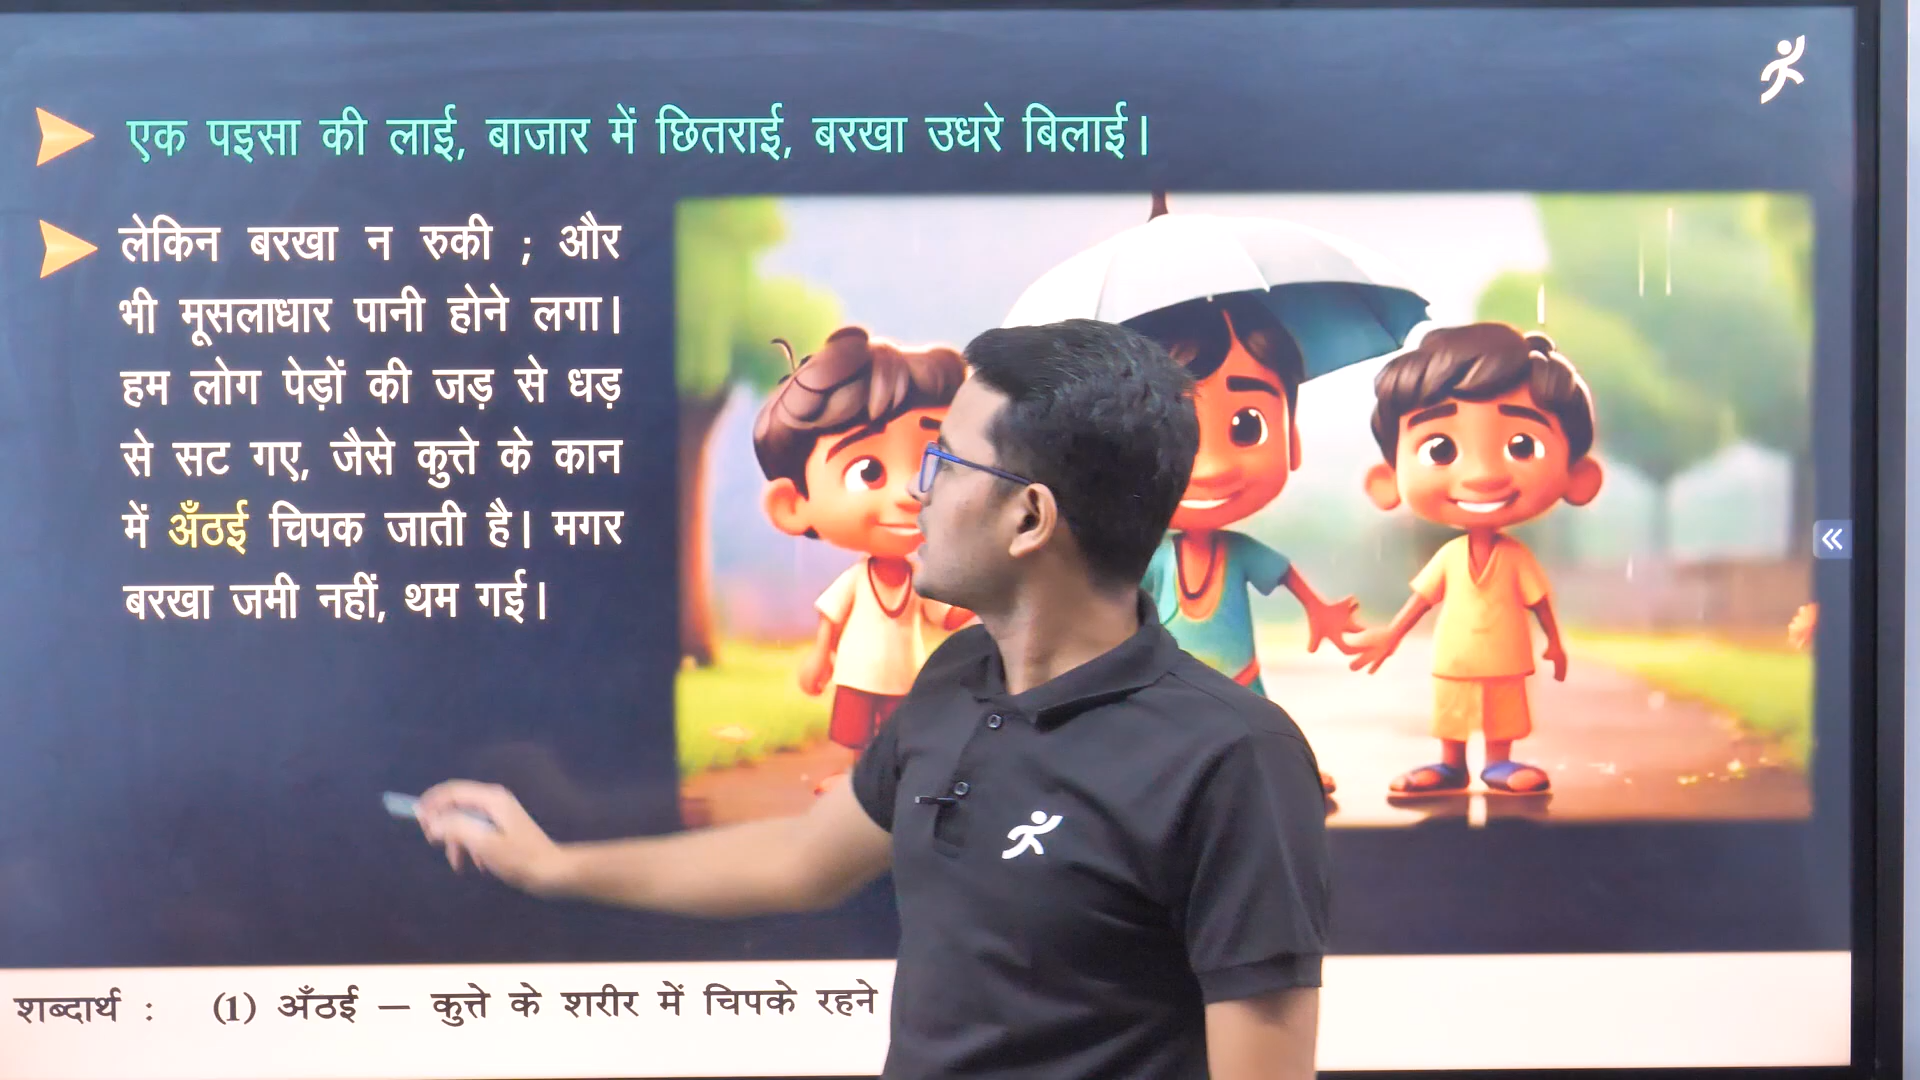 एक पइसा की लाई, बाजार में छितराई, बरखा उधरे बिलाई।
लेकिन बरखा न रुकी ; और
भी मूसलाधार पानी होने लगा।
हम लोग पेड़ों की जड़ से धड़
से सट गए, जैसे कुत्ते के कान
में अँठई चिपक जाती है। मगर
बरखा जमी नहीं, थम गई।
शब्दार्थ : (1) अँठई – कुत्ते के शरीर में चिपके रहने